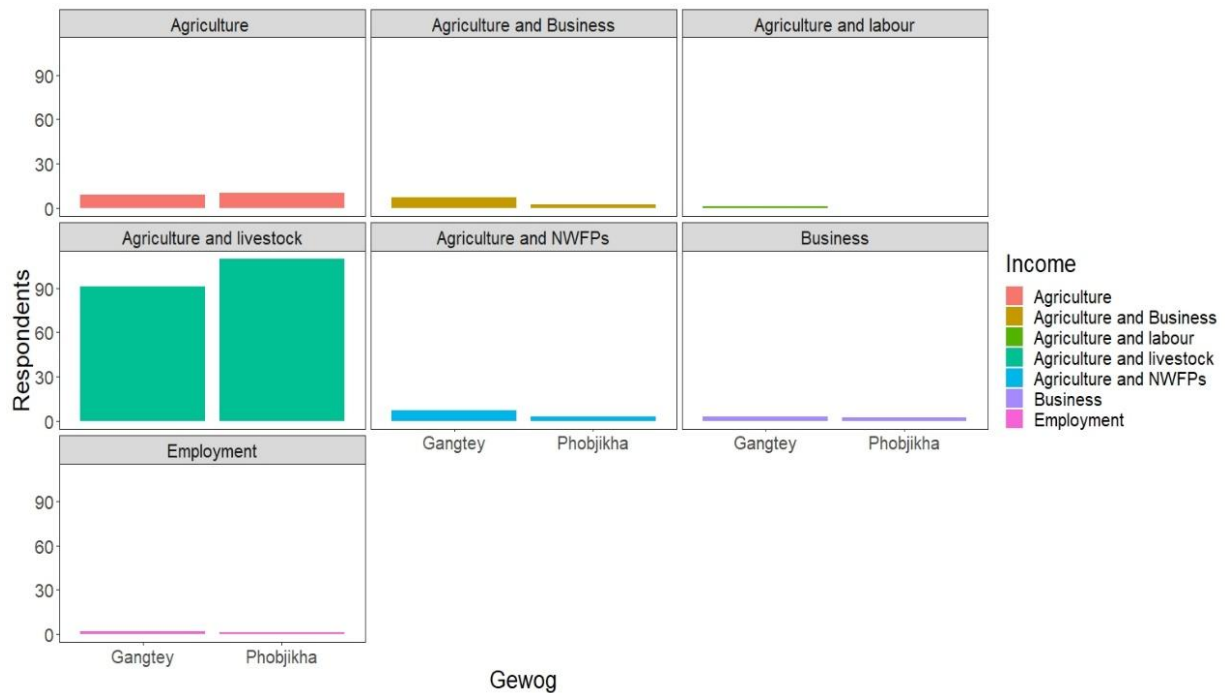 Agriculture
Agriculture and Business
Agriculture and labour
90
60
30
0
Agriculture and livestock
Agriculture and NWFPs
Business
90
60
30
0
Gangtey
Phobjikha
Gangtey
Phobjikha
Employment
90
60
30
0
Gangtey
Phobjikha
Respondents
Gewog
Income
Agriculture
Agriculture and Business
Agriculture and labour
Agriculture and livestock
Agriculture and NWFPs
Business
Employment